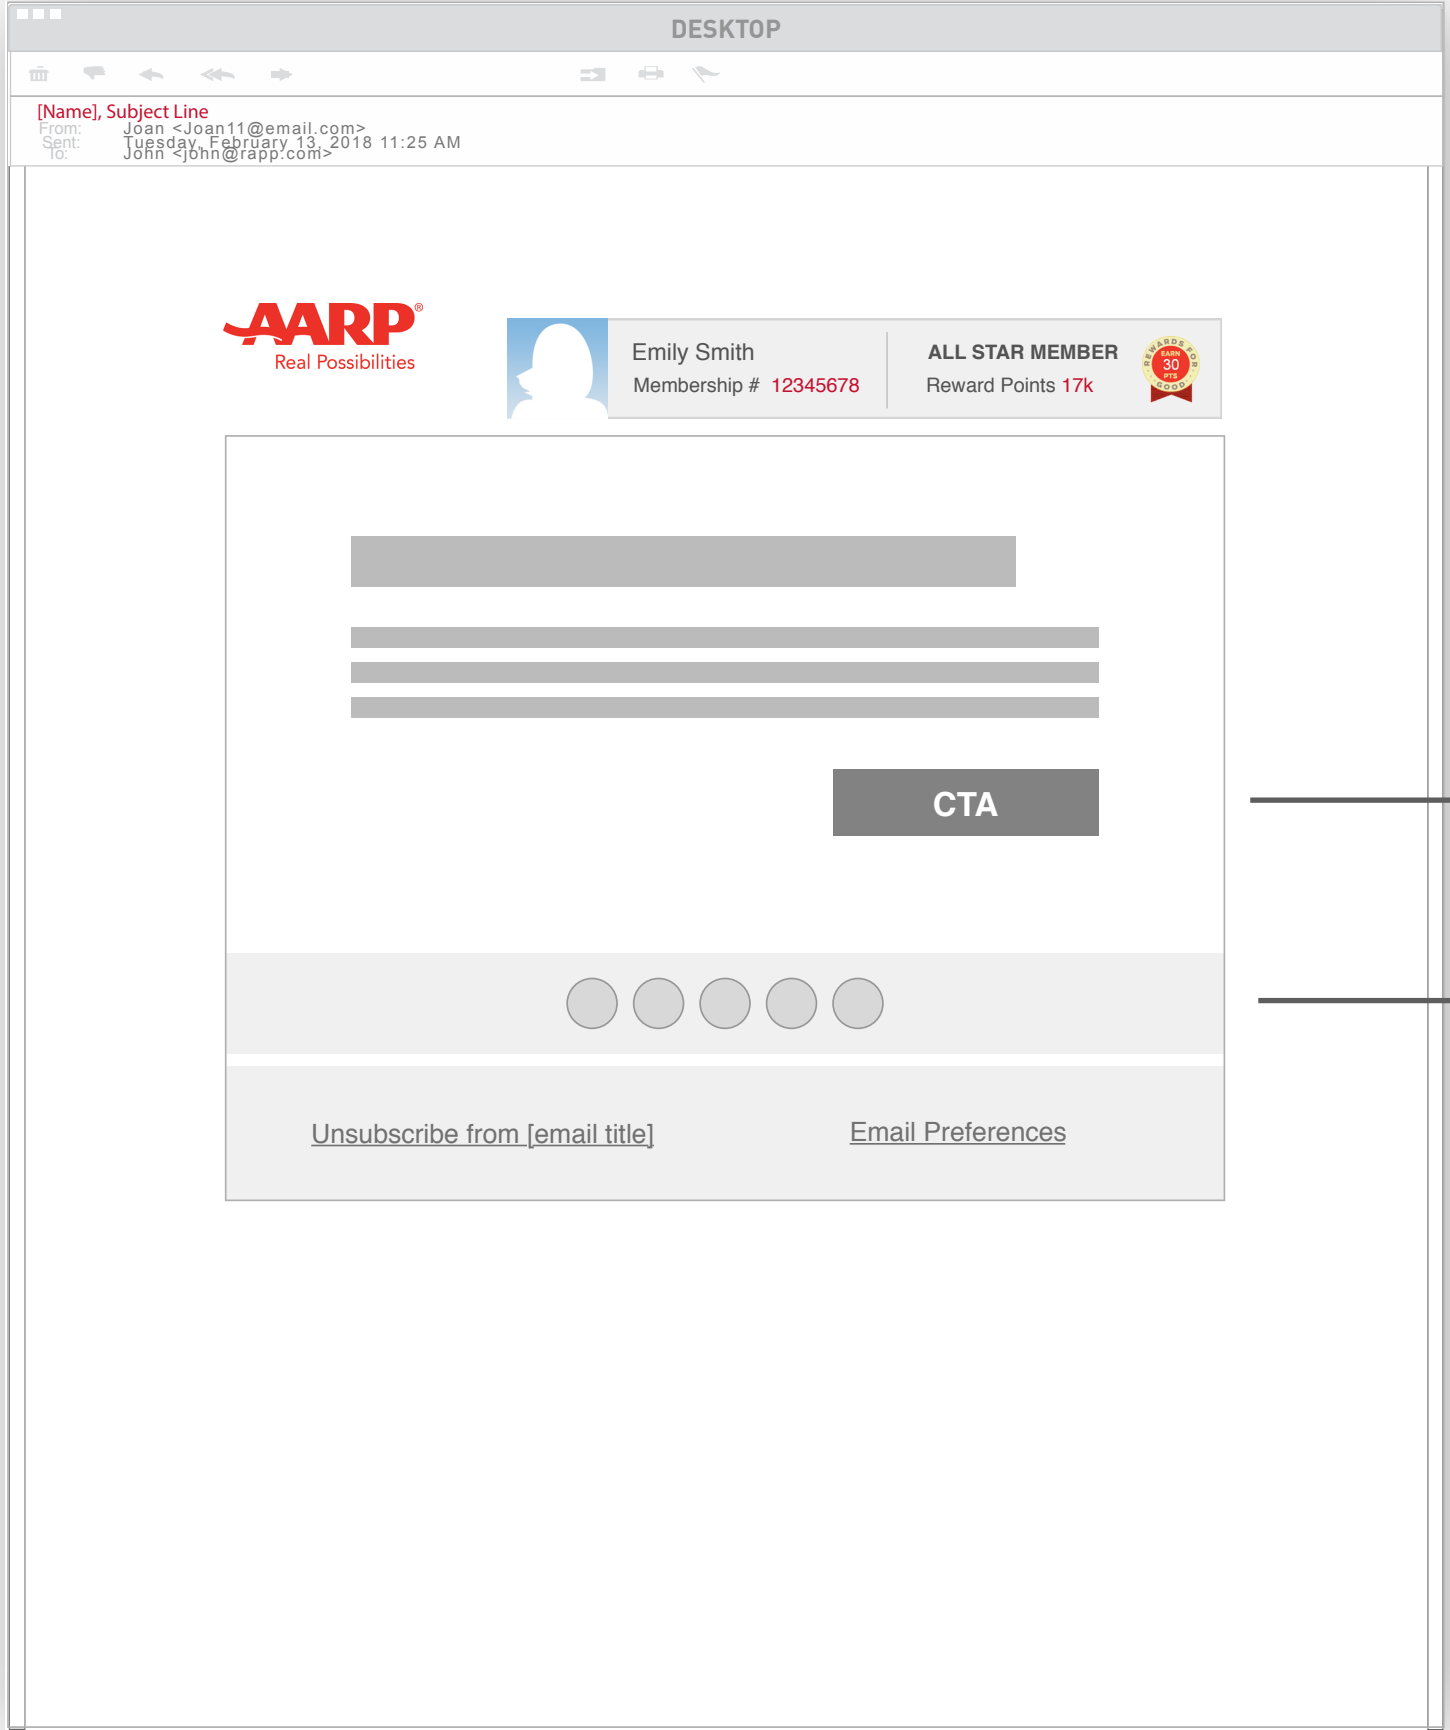 DESKTOP
[Name], Subject Line
From: Joan <Joan11@email.com>
Sent: Tuesday, February 13, 2018 11:25 AM
To: John <john@rapp.com>
AARP®
Real Possibilities
Emily Smith
Membership # 12345678
ALL STAR MEMBER
Reward Points 17k
REWARDS FOR
EARN
30
PTS
GOOD
CTA
Unsubscribe from [email title]
Email Preferences